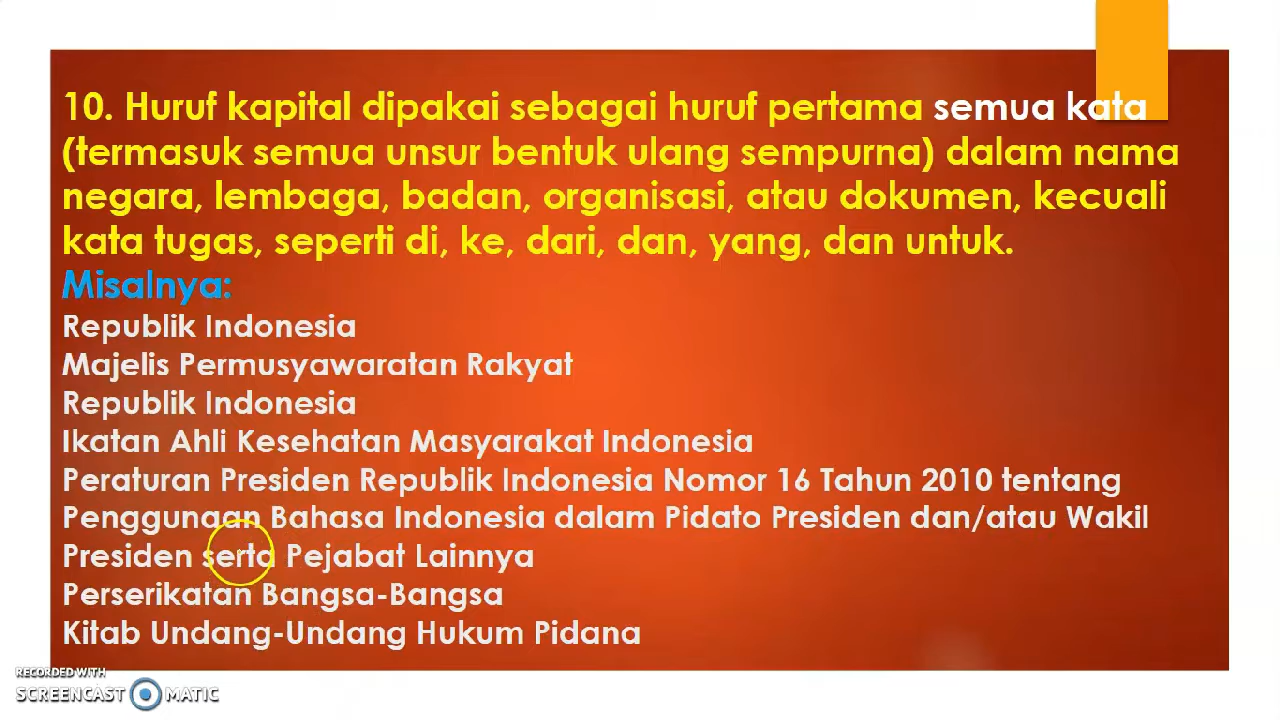 10. Huruf kapital dipakai sebagai huruf pertama semua kata
(termasuk semua unsur bentuk ulang sempurna) dalam nama
negara, lembaga, badan, organisasi, atau dokumen, kecuali
kata tugas, seperti di, ke, dari, dan, yang, dan untuk.
Misalnya:
Republik Indonesia
Majelis Permusyawaratan Rakyat
Republik Indonesia
Ikatan Ahli Kesehatan Masyarakat Indonesia
Peraturan Presiden Republik Indonesia Nomor 16 Tahun 2010 tentang
Penggunaan Bahasa Indonesia dalam Pidato Presiden dan/atau Wakil
Presiden serta Pejabat Lainnya
Perserikatan Bangsa-Bangsa
Kitab Undang-Undang Hukum Pidana
RECORDED WITH
SCREENCAST MATIC